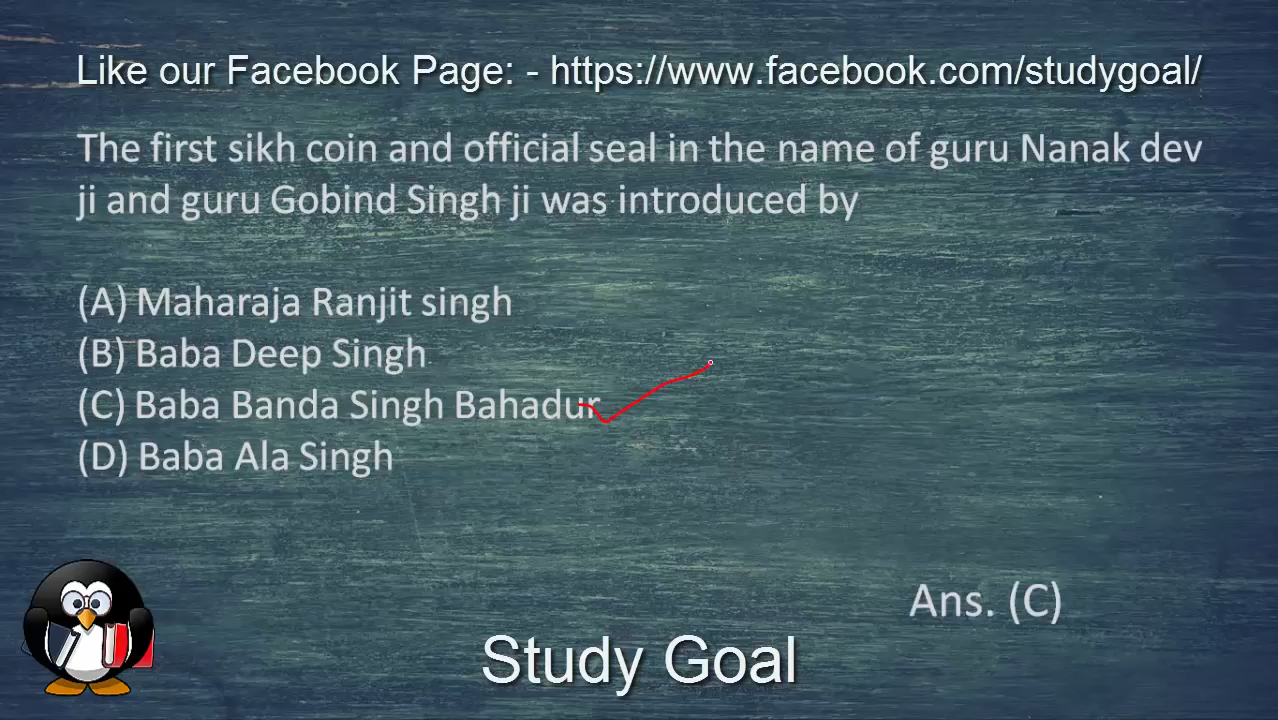 Like our Facebook Page: - https://www.facebook.com/studygoal/
The first sikh coin and official seal in the name of guru Nanak dev
ji and guru Gobind Singh ji was introduced by
(A) Maharaja Ranjit singh
(B) Baba Deep Singh
(C) Baba Banda Singh Bahadur
(D) Baba Ala Singh
Ans. (C)
Study Goal